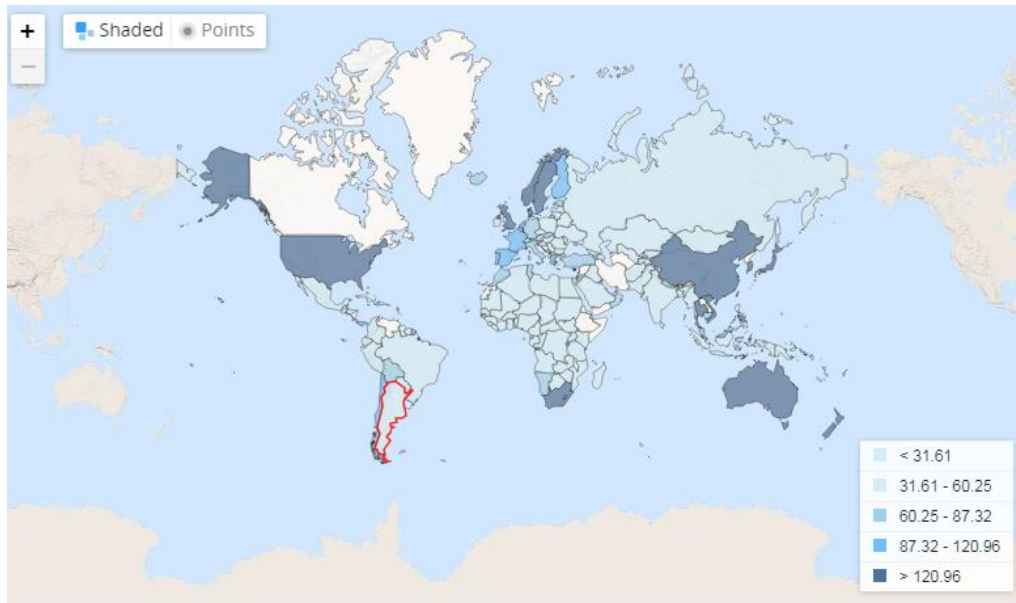 +
Shaded
Points
−
< 31.61
31.61 - 60.25
60.25 - 87.32
87.32 - 120.96
> 120.96